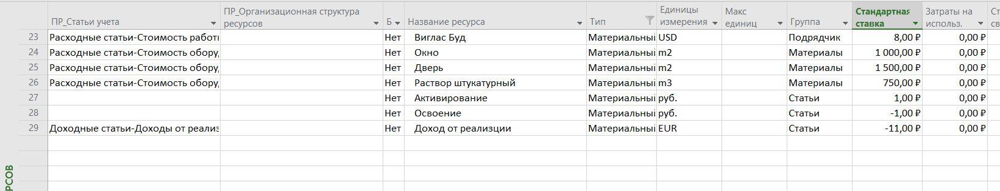 ПР_Статьи учета ПР_Организационная структура ресурсов Б Название ресурса Тип Единицы измерения Макс единиц Группа Стандартная ставка Затраты на использ. Ст св
23 Расходные статьи-Стоимость работ Нет Виглас Буд Материальный USD Подрядчик 8,00 ₽ 0,00 ₽
24 Расходные статьи-Стоимость обору, Нет Окно Материальный m2 Материалы 1 000,00 ₽ 0,00 ₽
25 Расходные статьи-Стоимость обору, Нет Дверь Материальный m2 Материалы 1 500,00 ₽ 0,00 ₽
26 Расходные статьи-Стоимость обору, Нет Раствор штукатурный Материальный m3 Материалы 750,00 ₽ 0,00 ₽
27 Нет Активирование Материальный руб. Статьи 1,00 ₽ 0,00 ₽
28 Нет Освоение Материальный руб. Статьи -1,00 ₽ 0,00 ₽
29 Доходные статьи-Доходы от реализ Нет Доход от реализции Материальный EUR Статьи -11,00 ₽ 0,00 ₽
РСОВ